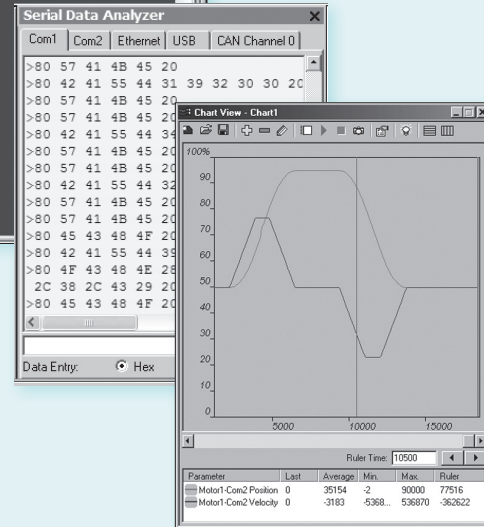 Serial Data Analyzer
Com1 Com2 Ethernet USB CAN Channel 0
>80 57 41 4B 45 20
>80 42 41 55 44 31 39 32 30 30 20
>80 57 41 4B 45 20
>80 57 41 4B 45 20
>80 42 41 55 44 34
>80 57 41 4B 45 20
>80 57 41 4B 45 20
>80 42 41 55 44 32
>80 57 41 4B 45 20
>80 57 41 4B 45 20
>80 45 43 48 4F 20
>80 42 41 55 44 39
>80 4F 43 48 4E 28
2C 38 2C 43 29 20
>80 45 43 48 4F 20
Data Entry: Hex
Chart View - Chart1
100%
90
80
70
60
50
40
30
20
10
0
5000 10000 15000
Ruler Time: 10500
Parameter Last Average Min. Max. Ruler
Motor1-Com2 Position 0 35154 -2 90000 77516
Motor1-Com2 Velocity 0 -3183 -5368... 536870 -362622